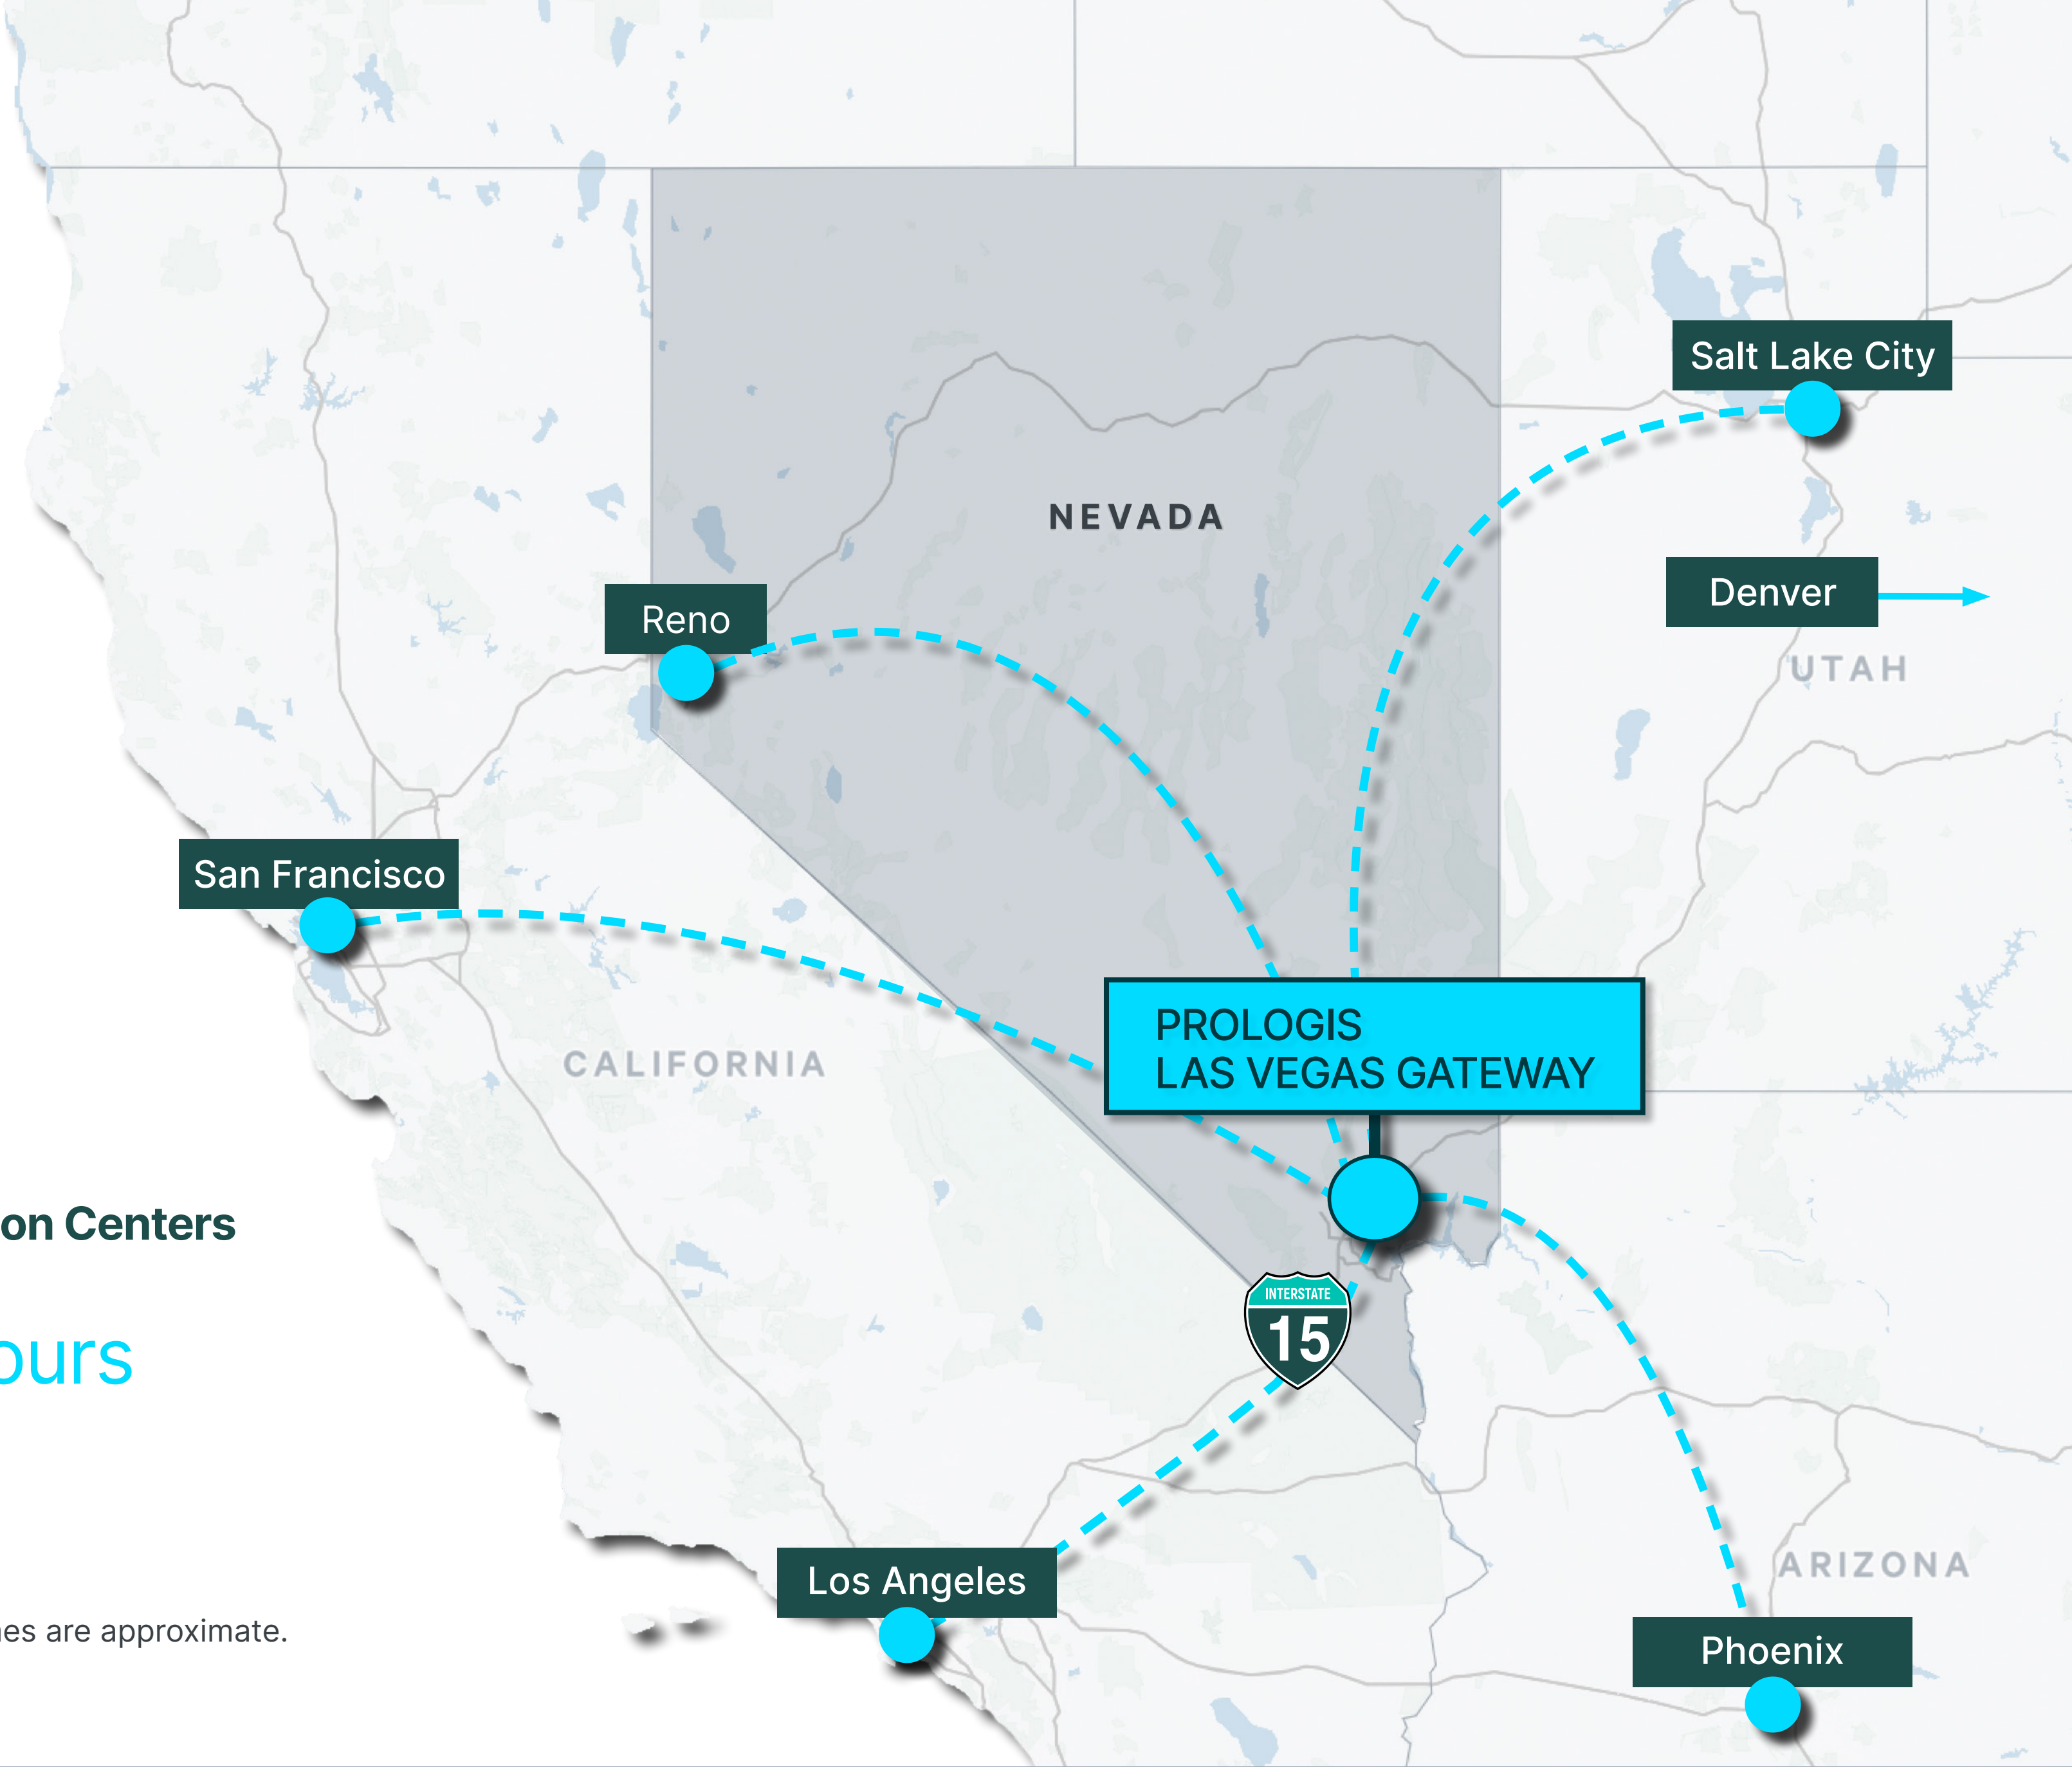 Salt Lake City
NEVADA
Denver
Reno
UTAH
San Francisco
PROLOGIS
LAS VEGAS GATEWAY
CALIFORNIA
on Centers
INTERSTATE
15
ours
ARIZONA
Los Angeles
es are approximate.
Phoenix